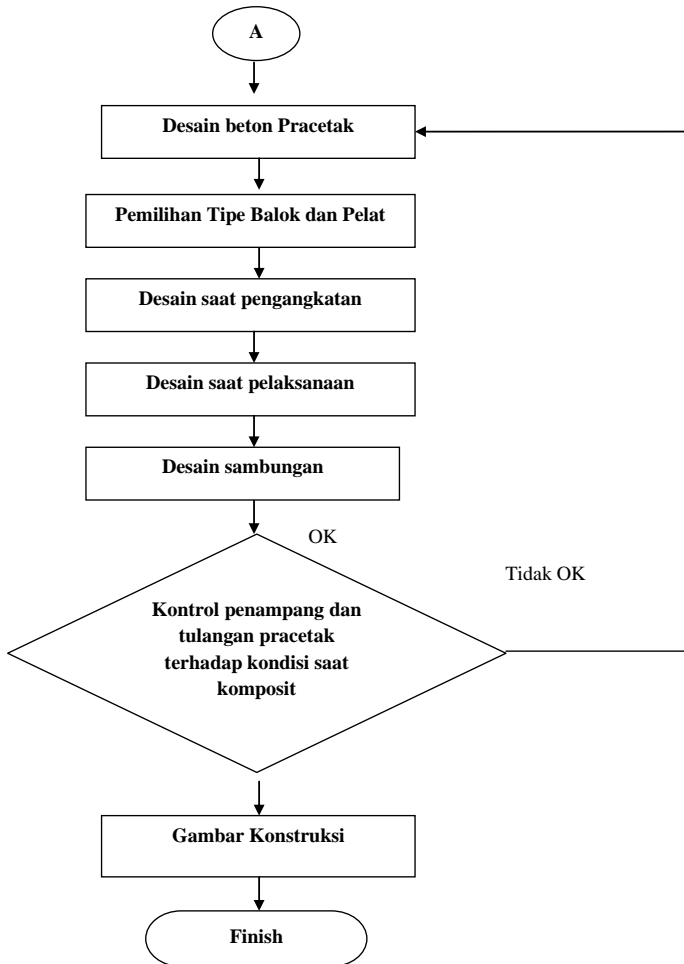 A
Desain beton Pracetak
Pemilihan Tipe Balok dan Pelat
Desain saat pengangkatan
Desain saat pelaksanaan
Desain sambungan
OK
Tidak OK
Kontrol penampang dan
tulangan pracetak
terhadap kondisi saat
komposit
Gambar Konstruksi
Finish